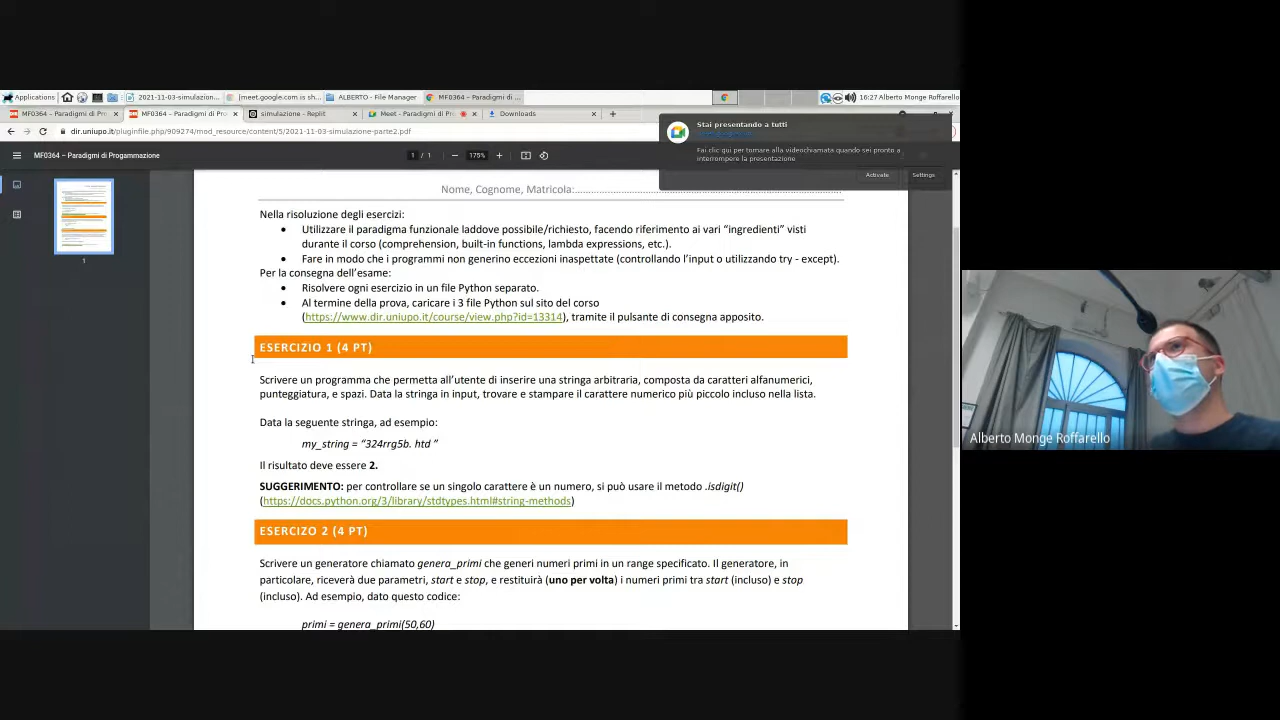 Applications
2021-11-03-simulazion...
(meet.google.com is sh...
ALBERTO - File Manager
MF0364 – Paradigmi di ...
16:27 Alberto Monge Roffarello
MF0364 – Paradigmi di Pro
MF0364 – Paradigmi di Pro
simulazione - Replit
Meet - Paradigmi di p
Downloads
dir.uniupo.it/pluginfile.php/909274/mod_resource/content/5/2021-11-03-simulazione-parte2.pdf
Stai presentando a tutti
Fai clic qui per tornare alla videochiamata quando sei pronto a
interrompere la presentazione
Activate
Settings
MF0364 – Paradigmi di Progammazione
1 / 1
175%
1
Nome, Cognome, Matricola:
Nella risoluzione degli esercizi:
• Utilizzare il paradigma funzionale laddove possibile/richiesto, facendo riferimento ai vari “ingredienti” visti
durante il corso (comprehension, built-in functions, lambda expressions, etc.).
• Fare in modo che i programmi non generino eccezioni inaspettate (controllando l’input o utilizzando try - except).
Per la consegna dell’esame:
• Risolvere ogni esercizio in un file Python separato.
• Al termine della prova, caricare i 3 file Python sul sito del corso
(https://www.dir.uniupo.it/course/view.php?id=13314), tramite il pulsante di consegna apposito.
ESERCIZIO 1 (4 PT)
Scrivere un programma che permetta all’utente di inserire una stringa arbitraria, composta da caratteri alfanumerici,
punteggiatura, e spazi. Data la stringa in input, trovare e stampare il carattere numerico più piccolo incluso nella lista.
Data la seguente stringa, ad esempio:
my_string = “324rrg5b. htd ”
Il risultato deve essere 2.
SUGGERIMENTO: per controllare se un singolo carattere è un numero, si può usare il metodo .isdigit()
(https://docs.python.org/3/library/stdtypes.html#string-methods)
ESERCIZO 2 (4 PT)
Scrivere un generatore chiamato genera_primi che generi numeri primi in un range specificato. Il generatore, in
particolare, riceverà due parametri, start e stop, e restituirà (uno per volta) i numeri primi tra start (incluso) e stop
(incluso). Ad esempio, dato questo codice:
primi = genera_primi(50,60)
Alberto Monge Roffarello